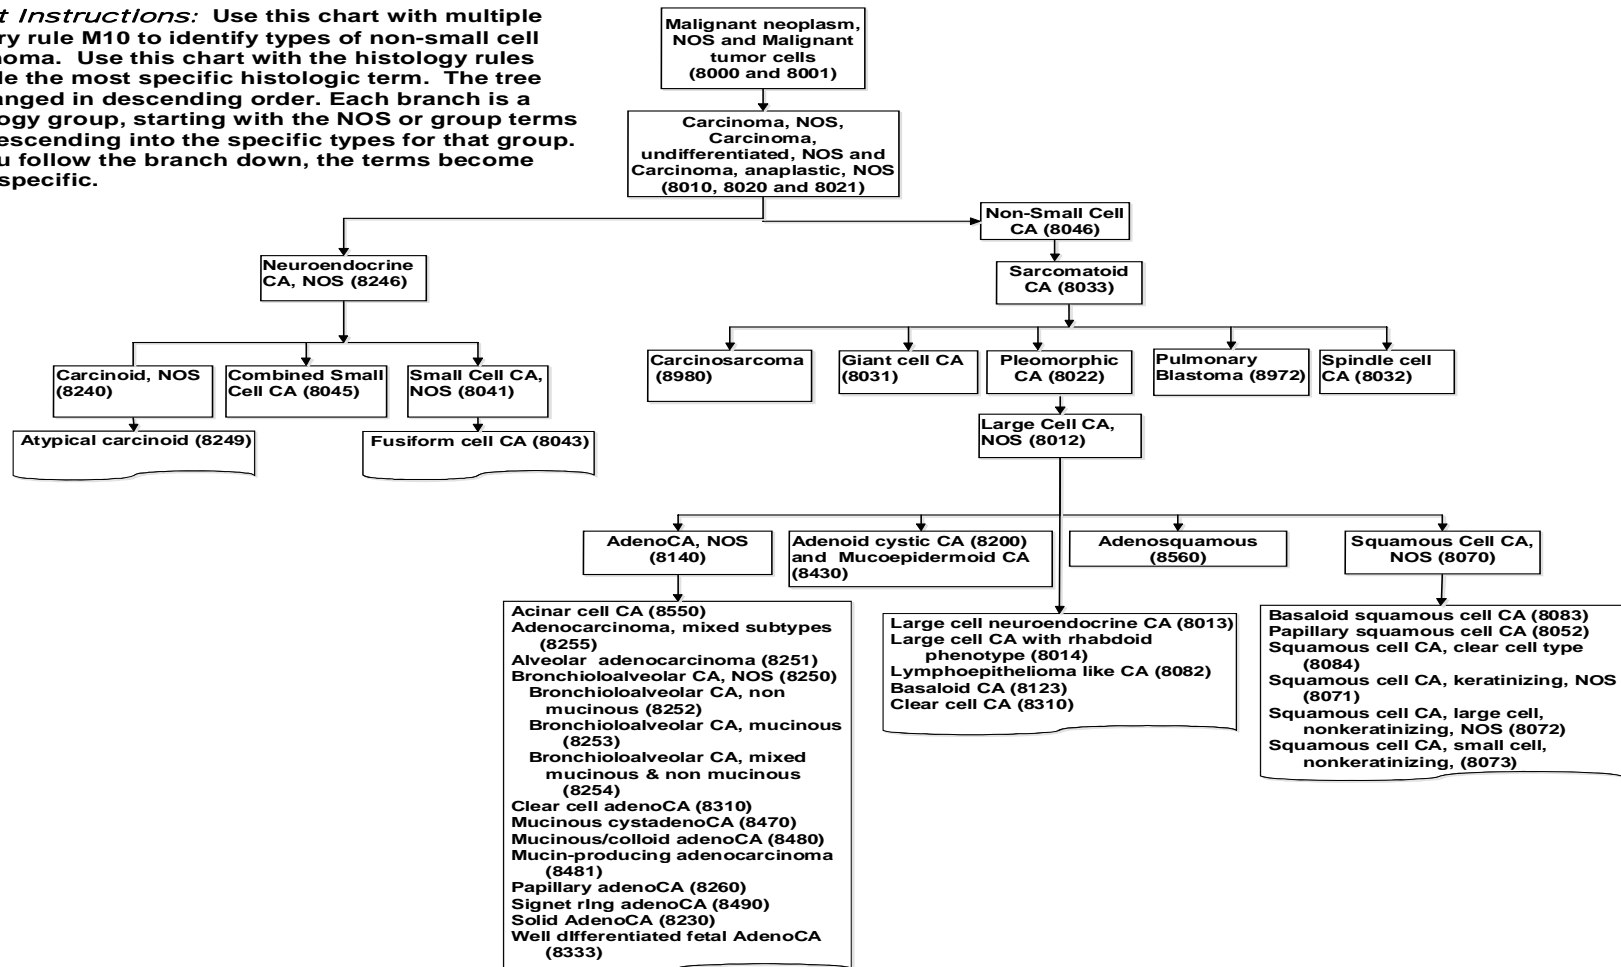 t Instructions: Use this chart with multiple
ry rule M10 to identify types of non-small cell
noma.  Use this chart with the histology rules
le the most specific histologic term.  The tree
anged in descending order. Each branch is a
ogy group, starting with the NOS or group terms
escending into the specific types for that group.
u follow the branch down, the terms become
specific.
Malignant neoplasm,
NOS and Malignant
tumor cells
(8000 and 8001)
Carcinoma, NOS,
Carcinoma,
undifferentiated, NOS and
Carcinoma, anaplastic, NOS
(8010, 8020 and 8021)
Non-Small Cell
CA (8046)
Neuroendocrine
CA, NOS (8246)
Sarcomatoid
CA (8033)
Carcinoid, NOS
(8240)
Combined Small
Cell CA (8045)
Small Cell CA,
NOS (8041)
Carcinosarcoma
(8980)
Giant cell CA
(8031)
Pleomorphic
CA (8022)
Pulmonary
Blastoma (8972)
Spindle cell
CA (8032)
Atypical carcinoid (8249)
Fusiform cell CA (8043)
Large Cell CA,
NOS (8012)
AdenoCA, NOS
(8140)
Adenoid cystic CA (8200)
and  Mucoepidermoid CA
(8430)
Adenosquamous
(8560)
Squamous Cell CA,
NOS (8070)
Acinar cell CA (8550)
Adenocarcinoma, mixed subtypes
(8255)
Alveolar  adenocarcinoma (8251)
Bronchioloalveolar CA, NOS (8250)
Bronchioloalveolar CA, non
mucinous (8252)
Bronchioloalveolar CA, mucinous
(8253)
Bronchioloalveolar CA, mixed
mucinous & non mucinous
(8254)
Clear cell adenoCA (8310)
Mucinous cystadenoCA (8470)
Mucinous/colloid adenoCA (8480)
Mucin-producing adenocarcinoma
(8481)
Papillary adenoCA (8260)
Signet rIng adenoCA (8490)
Solid AdenoCA (8230)
Well dIfferentiated fetal AdenoCA
(8333)
Large cell neuroendocrine CA (8013)
Large cell CA with rhabdoid
phenotype (8014)
Lymphoepithelioma like CA (8082)
Basaloid CA (8123)
Clear cell CA (8310)
Basaloid squamous cell CA (8083)
Papillary squamous cell CA (8052)
Squamous cell CA, clear cell type
(8084)
Squamous cell CA, keratinizing, NOS
(8071)
Squamous cell CA, large cell,
nonkeratinizing, NOS (8072)
Squamous cell CA, small cell,
nonkeratinizing, (8073)